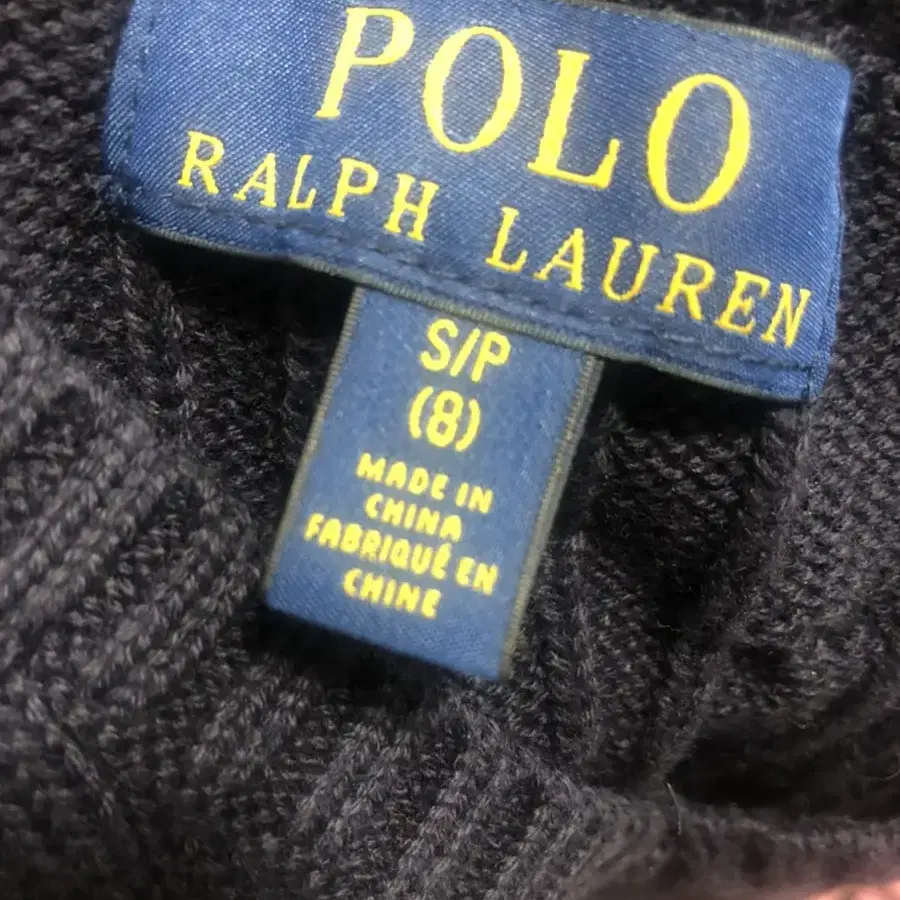 POLO
RALPH LAUREN
S/P
(8)
MADE IN
CHINA
FABRIQUÉ EN
CHINE